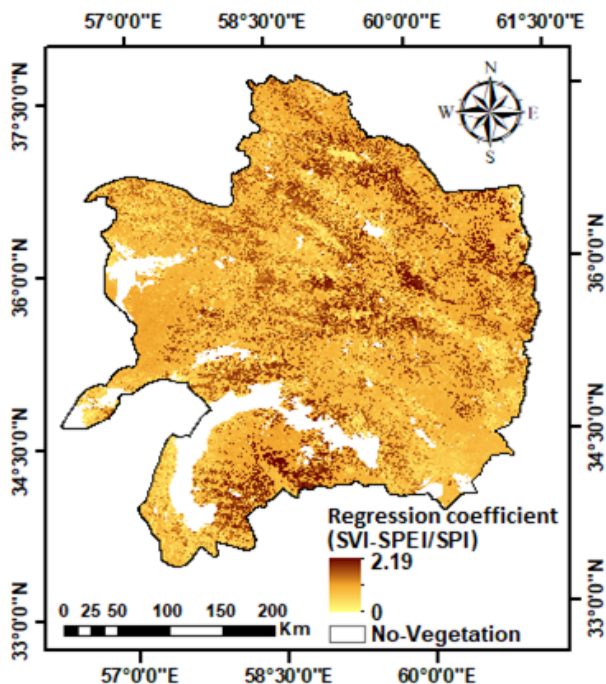 57°0'0"E 58°30'0"E 60°0'0"E 61°30'0"E
37°30'0"N
36°0'0"N
34°30'0"N
33°0'0"N
N
W E
S
36°0'0"N
34°30'0"N
33°0'0"N
Regression coefficient
(SVI-SPEI/SPI)
2.19
0
No-Vegetation
0 25 50 100 150 200
Km
57°0'0"E 58°30'0"E 60°0'0"E